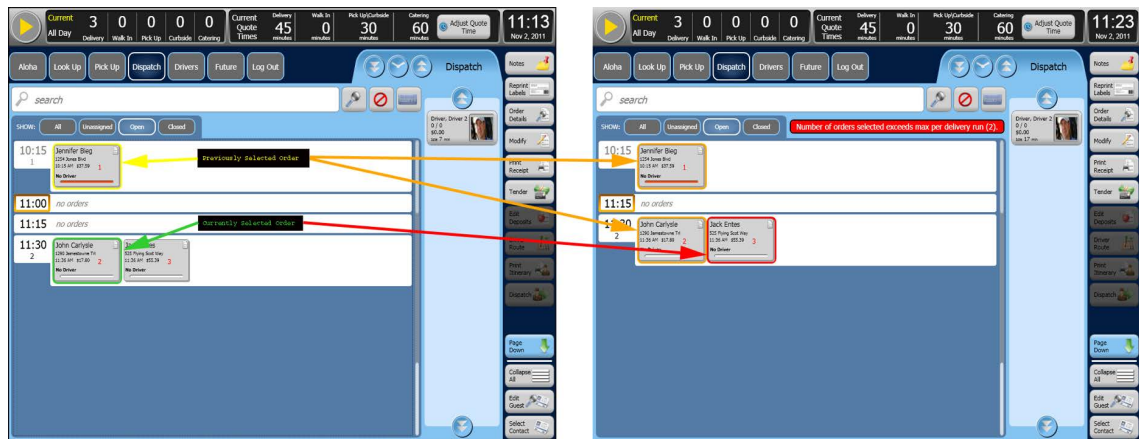 Current 3 0 0 0 0 Current Quote Times Delivery 45 minutes Walk In 0 minutes Pick Up\Curbside 30 minutes Catering 60 minutes Adjust Quote Time 11:13
All Day Delivery Walk In Pick Up Curbside Catering Nov 2, 2011
Aloha Look Up Pick Up Dispatch Drivers Future Log Out Dispatch Notes
search Reprint Labels
Driver, Driver 2
0 / 0
$0.00
Order Details
SHOW: All Unassigned Open Closed
Modify
10:15
1
Jennifer Bieg
1234 Jones Blvd
10:15 AM $37.59 1
No Driver
Previously Selected Order
Print Receipt
Tender
11:00 no orders
11:15 no orders
Currently Selected Order
Edit Deposits
11:30
2
John Carlysle
1290 Jamestowne Trl
11:36 AM $17.60 2
No Driver
525 Flying Scot Way
11:36 AM $55.39 3
No Driver
Driver Route
Print Itinerary
Dispatch
Page Down
Collapse All
Edit Guest
Select Contact
Current 3 0 0 0 0 Current Quote Times Delivery 45 minutes Walk In 0 minutes Pick Up\Curbside 30 minutes Catering 60 minutes Adjust Quote Time 11:23
All Day Delivery Walk In Pick Up Curbside Catering Nov 2, 2011
Aloha Look Up Pick Up Dispatch Drivers Future Log Out Dispatch Notes
search Reprint Labels
Driver, Driver 2
0 / 0
$0.00
Order Details
SHOW: All Unassigned Open Closed Number of orders selected exceeds max per delivery run (2).
Modify
10:15
Jennifer Bieg
1234 Jones Blvd
10:15 AM $37.59 1
No Driver
Print Receipt
Tender
11:15 no orders
Edit Deposits
2
John Carlysle
1290 Jamestowne Trl
11:36 AM $17.60 2
Jack Entes
525 Flying Scot Way
11:36 AM $55.39 3
No Driver
Driver Route
Print Itinerary
Dispatch
Page Down
Collapse All
Edit Guest
Select Contact